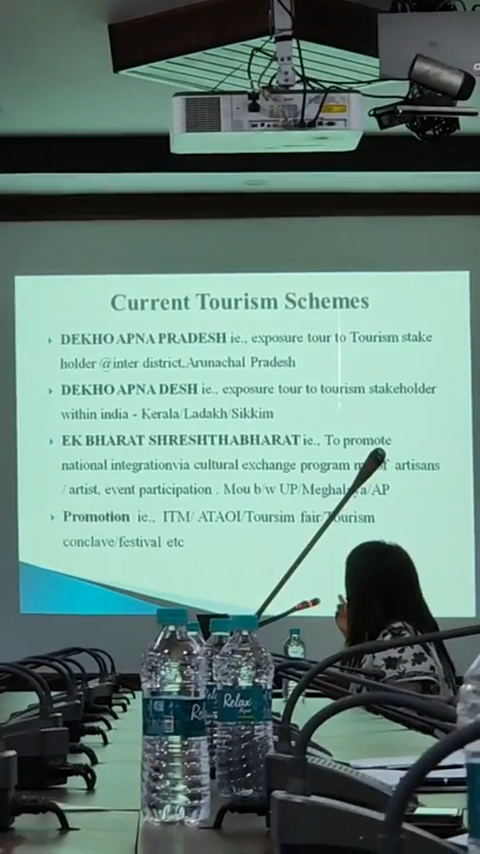 Current Tourism Schemes
DEKHO APNA PRADESH ie., exposure tour to Tourism stake
holder @inter district,Arunachal Pradesh
DEKHO APNA DESH ie., exposure tour to tourism stakeholder
within india - Kerala/Ladakh/Sikkim
EK BHARAT SHRESHTHABHARAT ie., To promote
national integrationvia cultural exchange program artisans
/ artist, event participation . Mou b/w UP/Meghalaya/AP
Promotion ie., ITM/ ATAOI/Toursim fair/Tourism
conclave/festival etc
Relax